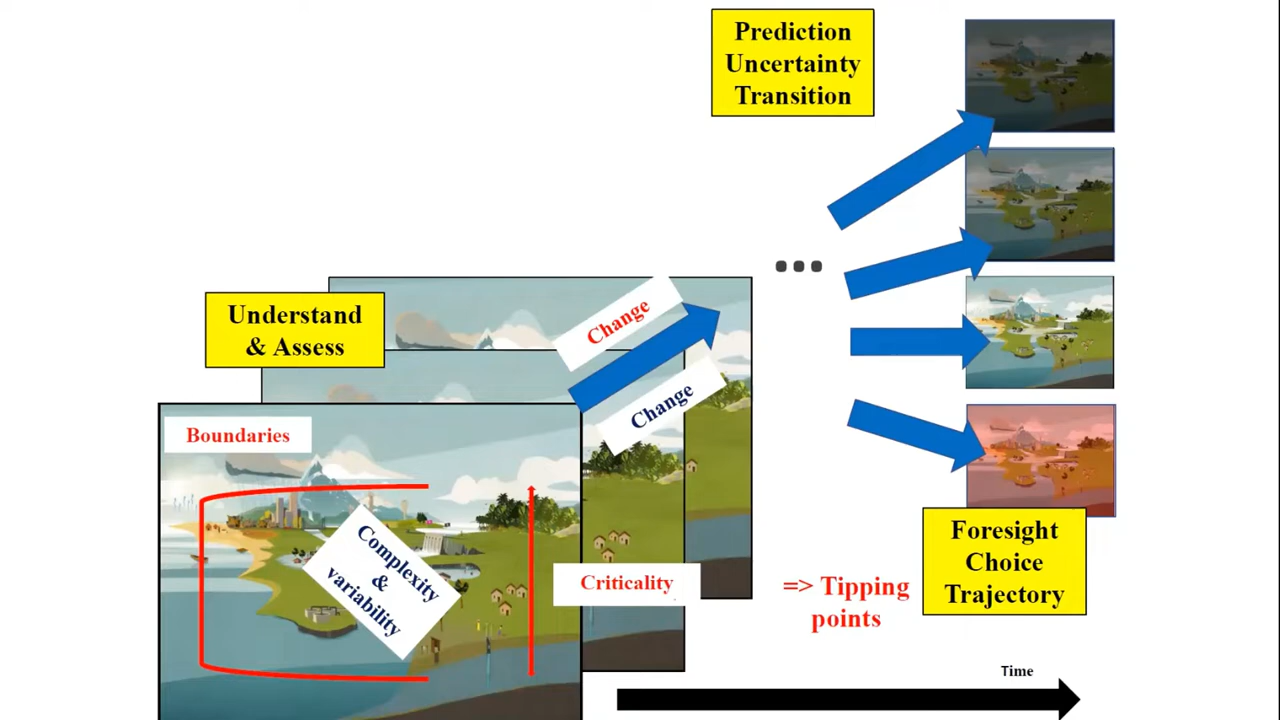 Prediction
Uncertainty
Transition
Understand
& Assess
Change
Change
Boundaries
Complexity
&
variability
Criticality
=> Tipping
points
Foresight
Choice
Trajectory
Time